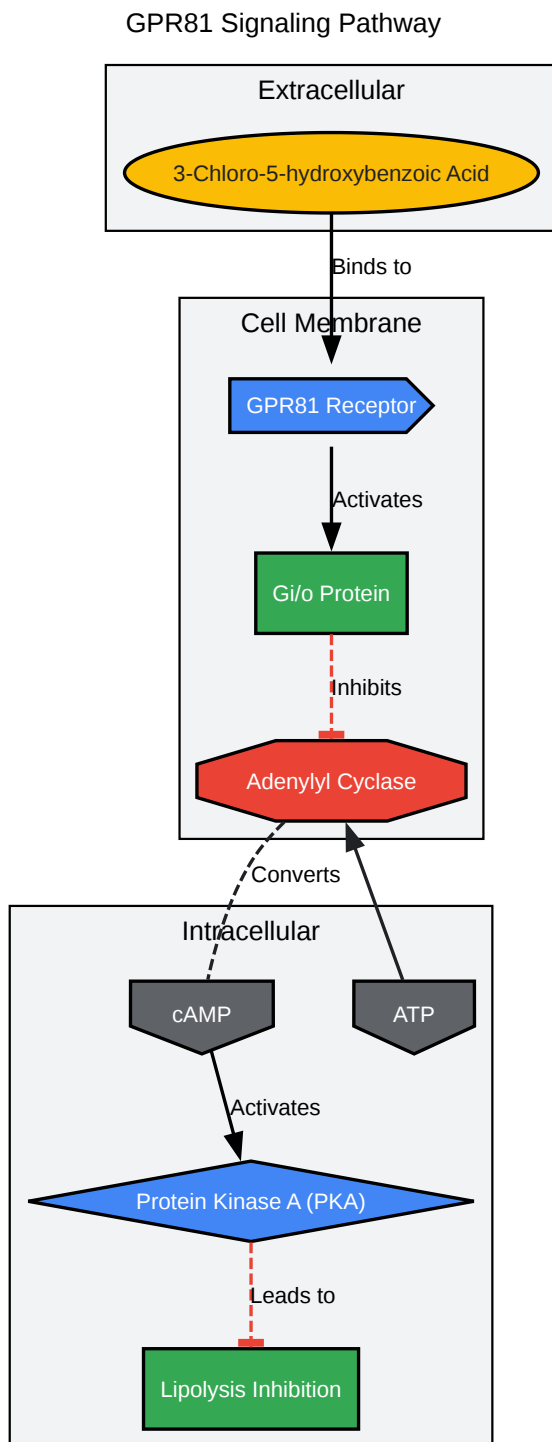 GPR81 Signaling Pathway
Extracellular
3-Chloro-5-hydroxybenzoic Acid
Binds to
Cell Membrane
GPR81 Receptor
Activates
Gi/o Protein
Inhibits
Adenylyl Cyclase
Converts
Intracellular
cAMP
ATP
Activates
Protein Kinase A (PKA)
Leads to
Lipolysis Inhibition